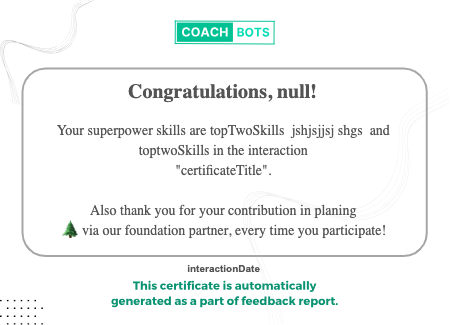 COACH BOTS
Congratulations, null!
Your superpower skills are topTwoSkills jshjsjjsj shgs and
toptwoSkills in the interaction
"certificateTitle".
Also thank you for your contribution in planing
🌲 via our foundation partner, every time you participate!
interactionDate
This certificate is automatically
generated as a part of feedback report.